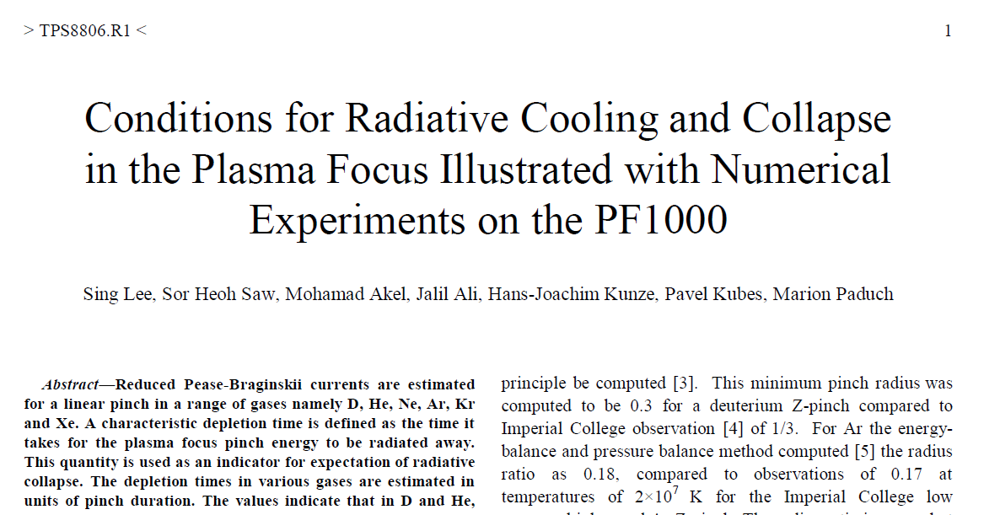 > TPS8806.R1 <
1
Conditions for Radiative Cooling and Collapse
in the Plasma Focus Illustrated with Numerical
Experiments on the PF1000
Sing Lee, Sor Heoh Saw, Mohamad Akel, Jalil Ali, Hans-Joachim Kunze, Pavel Kubes, Marion Paduch
Abstract—Reduced Pease-Braginskii currents are estimated
for a linear pinch in a range of gases namely D, He, Ne, Ar, Kr
and Xe. A characteristic depletion time is defined as the time it
takes for the plasma focus pinch energy to be radiated away.
This quantity is used as an indicator for expectation of radiative
collapse. The depletion times in various gases are estimated in
units of pinch duration. The values indicate that in D and He,
principle be computed [3]. This minimum pinch radius was
computed to be 0.3 for a deuterium Z-pinch compared to
Imperial College observation [4] of 1/3. For Ar the energy-
balance and pressure balance method computed [5] the radius
ratio as 0.18, compared to observations of 0.17 at
temperatures of 2×10⁷ K for the Imperial College low